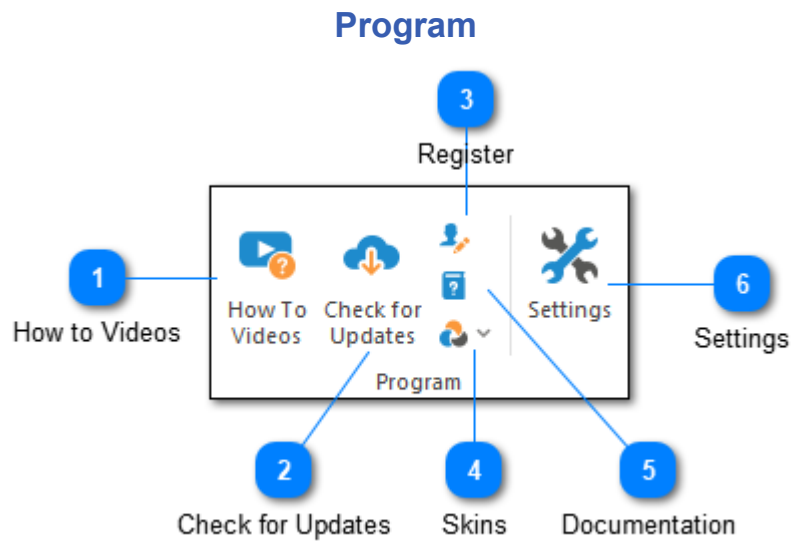 Program
3
Register
1
How to Videos
How To
Videos
Check for
Updates
?
?
Settings
6
Settings
Program
2
Check for Updates
4
Skins
5
Documentation